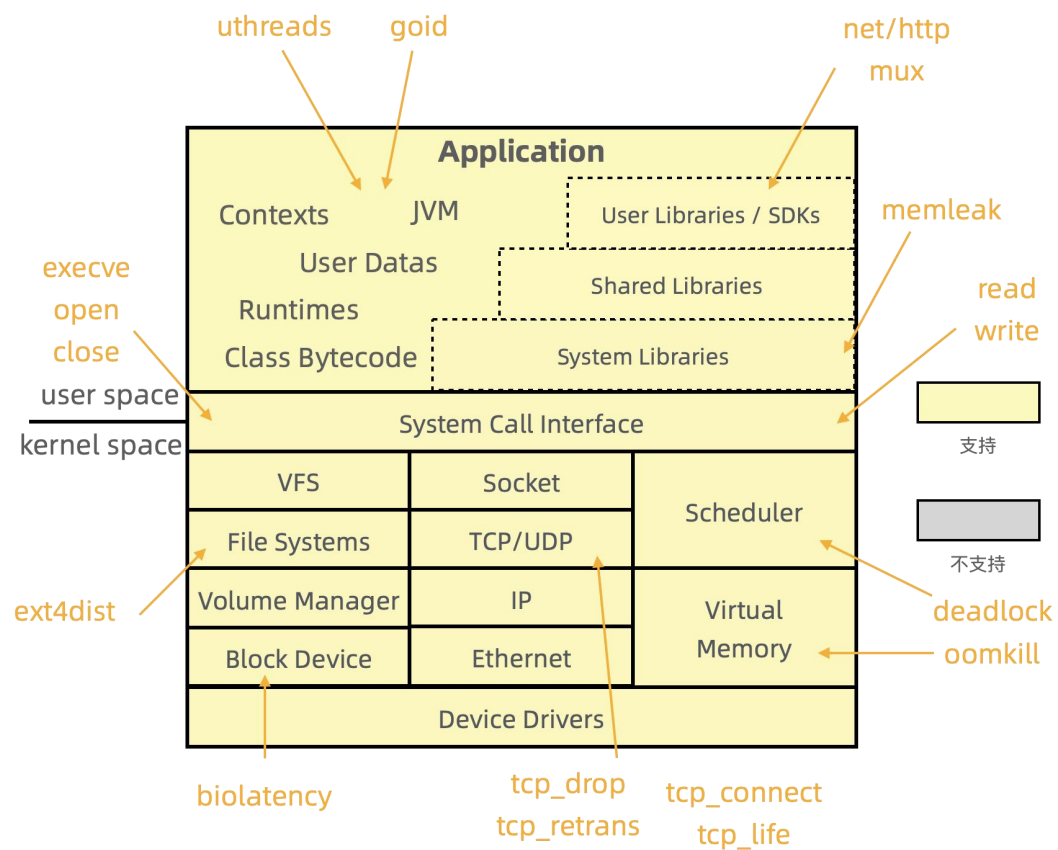 uthreads
goid
net/http
mux
Application
Contexts
JVM
User Libraries / SDKs
memleak
User Datas
Shared Libraries
execve
open
close
Runtimes
read
write
Class Bytecode
System Libraries
user space
kernel space
System Call Interface
支持
VFS
Socket
Scheduler
File Systems
TCP/UDP
不支持
ext4dist
Volume Manager
IP
Virtual
Memory
deadlock
oomkill
Block Device
Ethernet
Device Drivers
biolatency
tcp_drop
tcp_retrans
tcp_connect
tcp_life